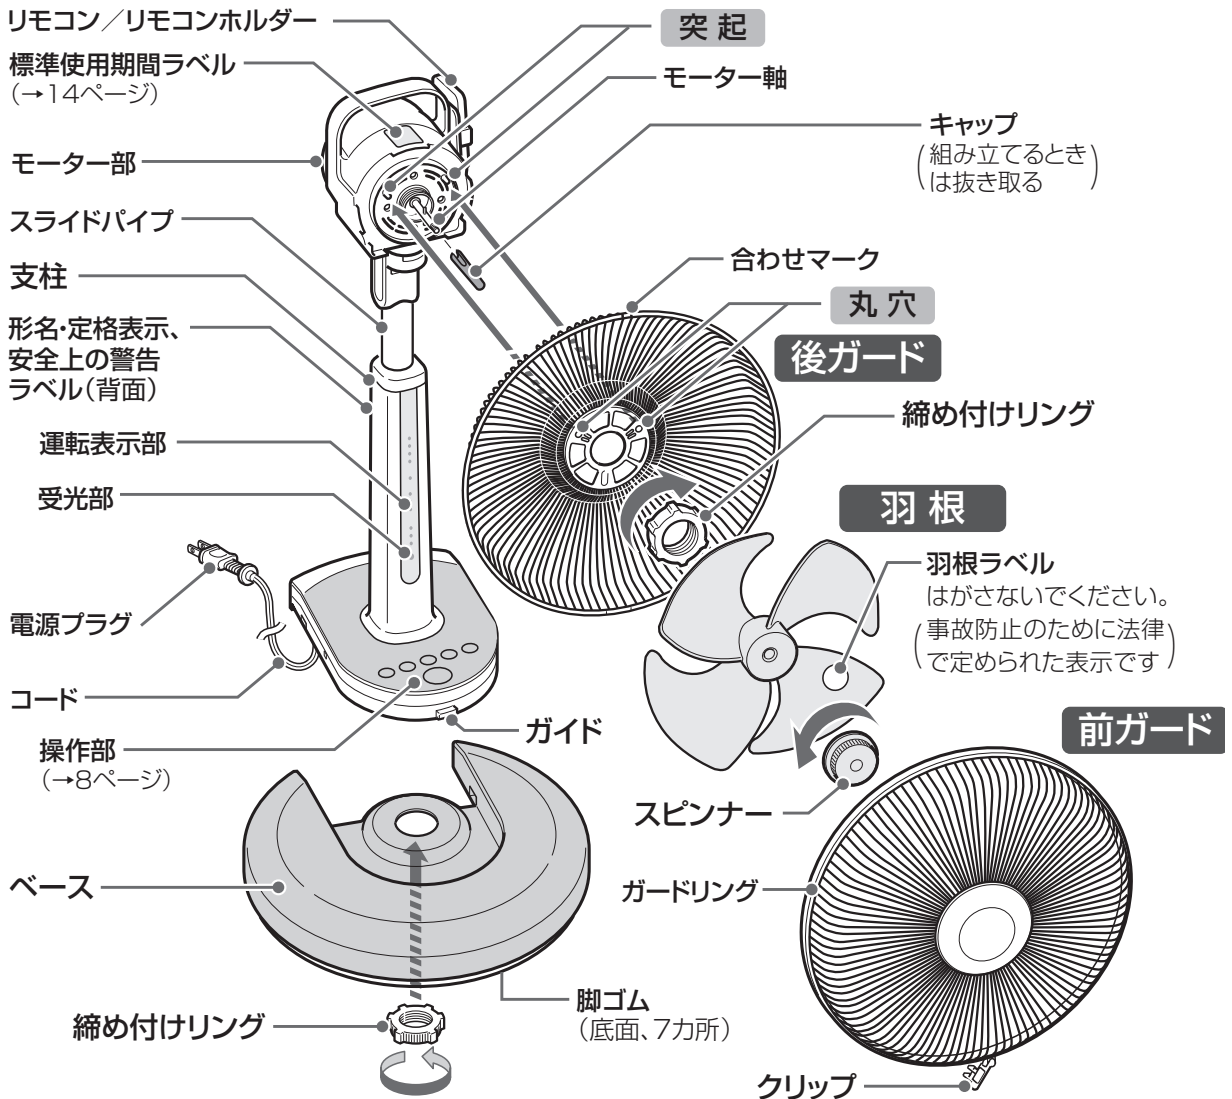 リモコン／リモコンホルダー
標準使用期間ラベル
（→14ページ）
モーター部
スライドパイプ
支柱
形名・定格表示、
安全上の警告
ラベル（背面）
運転表示部
受光部
電源プラグ
コード
操作部
（→8ページ）
ベース
締め付けリング
突起
モーター軸
キャップ
（組み立てるとき
は抜き取る）
合わせマーク
丸穴
後ガード
締め付けリング
羽根
羽根ラベル
はがさないでください。
（事故防止のために法律
で定められた表示です）
ガイド
スピンナー
前ガード
ガードリング
脚ゴム
（底面、7カ所）
クリップ